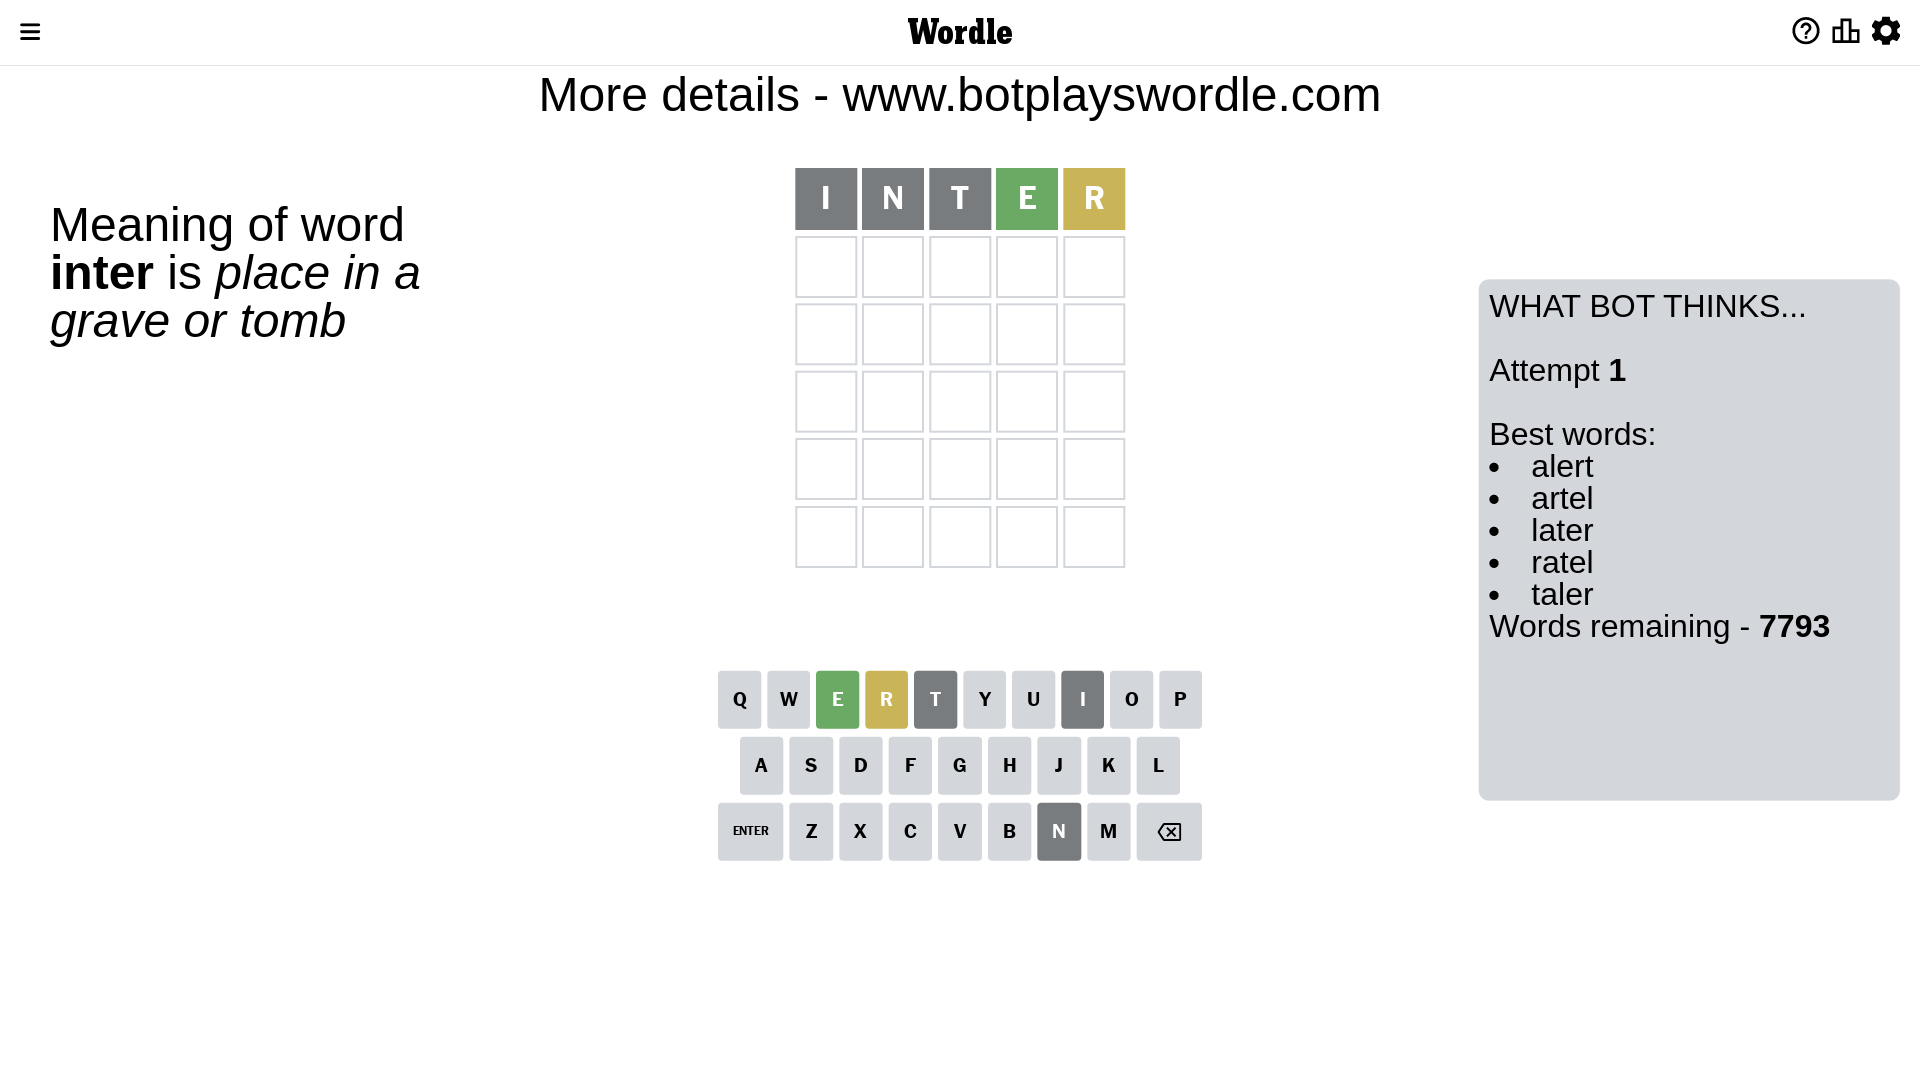 Wordle
More details - www.botplayswordle.com
Meaning of word
inter is place in a
grave or tomb
I N T E R
WHAT BOT THINKS...
Attempt 1
Best words:
• alert
• artel
• later
• ratel
• taler
Words remaining - 7793
Q W E R T Y U I O P
A S D F G H J K L
ENTER Z X C V B N M